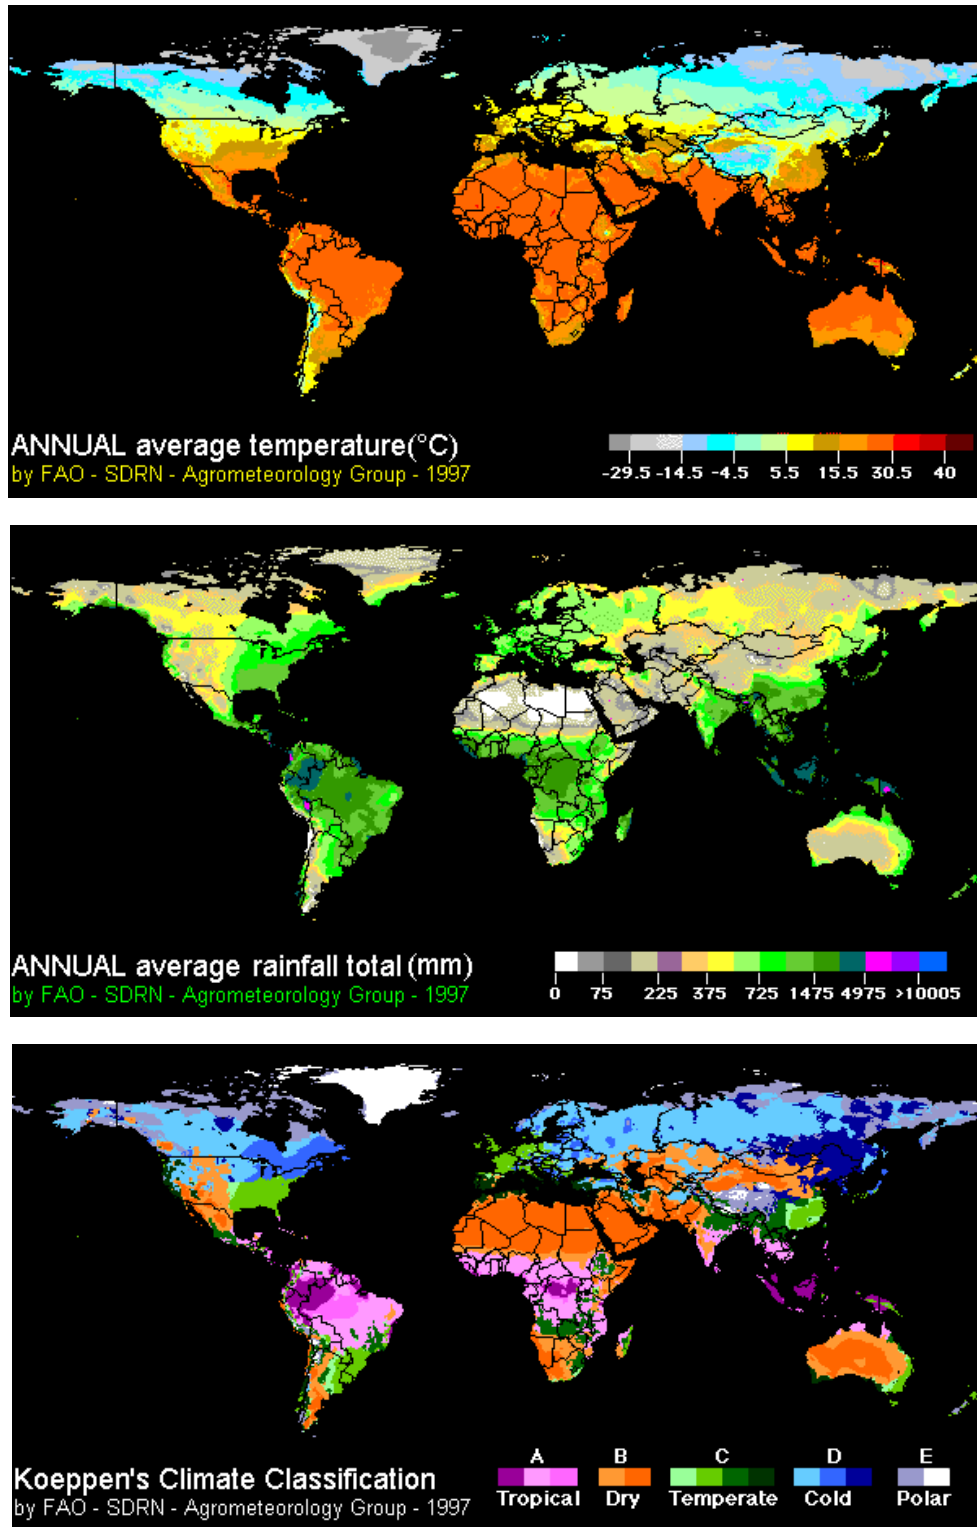 ANNUAL average temperature(°C)
by FAO - SDRN - Agrometeorology Group - 1997
-29.5 -14.5 -4.5 5.5 15.5 30.5 40
ANNUAL average rainfall total (mm)
by FAO - SDRN - Agrometeorology Group - 1997
0 75 225 375 725 1475 4975 >10005
A B C D E
Tropical Dry Temperate Cold Polar
Koeppen's Climate Classification
by FAO - SDRN - Agrometeorology Group - 1997